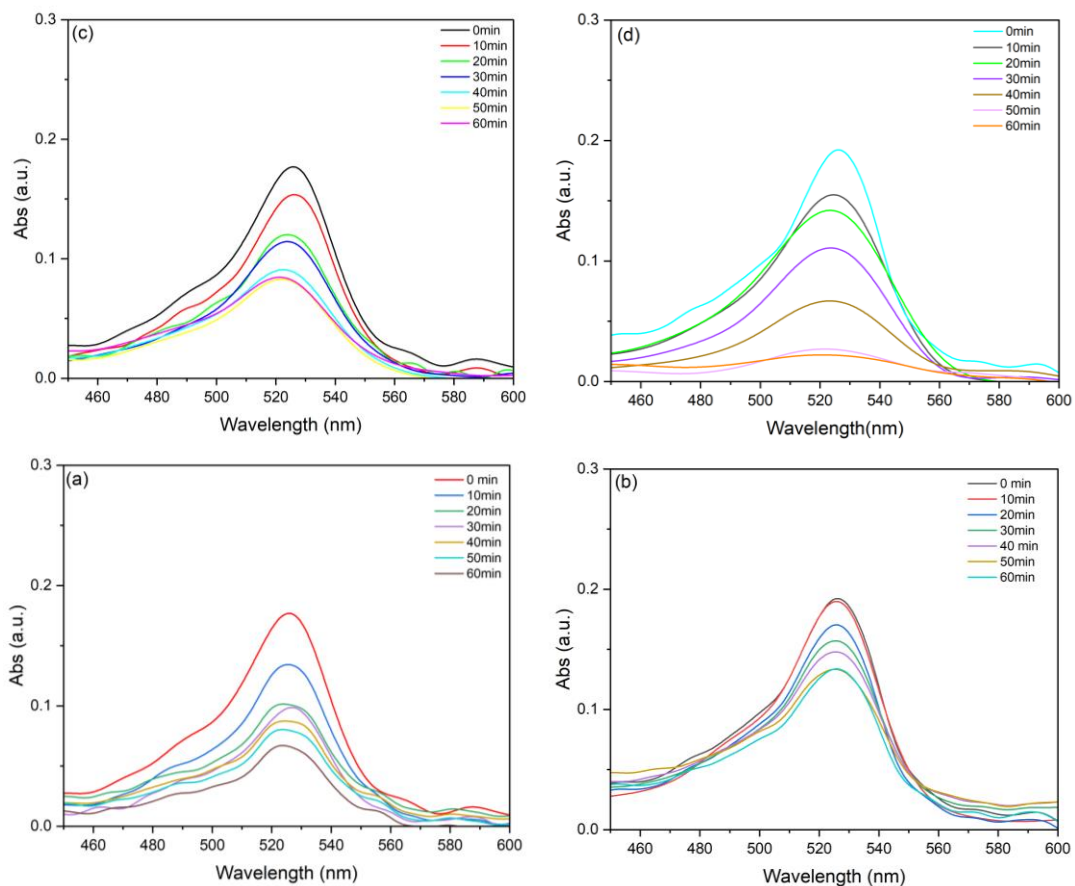 (c)
0min
10min
20min
30min
40min
50min
60min
0.3
0.2
0.1
0.0
Abs (a.u.)
460 480 500 520 540 560 580 600
Wavelength (nm)
(d)
0min
10min
20min
30min
40min
50min
60min
0.3
0.2
0.1
0.0
Abs (a.u.)
460 480 500 520 540 560 580 600
Wavelength(nm)
(a)
0 min
10min
20min
30min
40min
50min
60min
0.3
0.2
0.1
0.0
Abs (a.u.)
460 480 500 520 540 560 580 600
Wavelength (nm)
(b)
0 min
10min
20min
30min
40 min
50min
60min
0.3
0.2
0.1
0.0
Abs (a.u.)
460 480 500 520 540 560 580 600
Wavelength (nm)